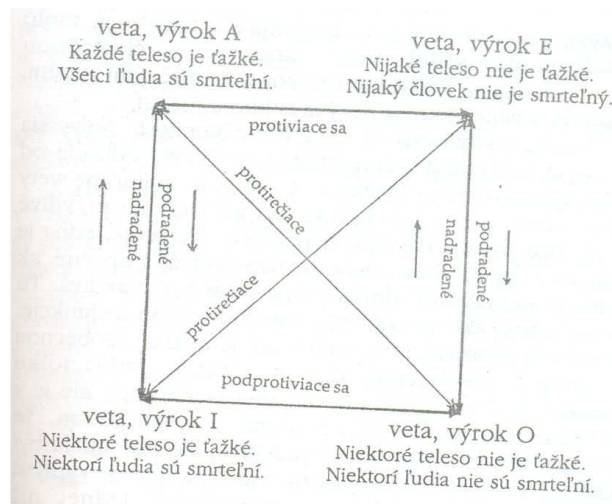 veta, výrok A
Každé teleso je ťažké.
Všetci ľudia sú smrteľní.
veta, výrok E
Nijaké teleso nie je ťažké.
Nijaký človek nie je smrteľný.
protiviace sa
protirečiace
nadradené
podradené
nadradené
podradené
protirečiace
podprotiviace sa
veta, výrok I
Niektoré teleso je ťažké.
Niektorí ľudia sú smrteľní.
veta, výrok O
Niektoré teleso nie je ťažké.
Niektorí ľudia nie sú smrteľní.